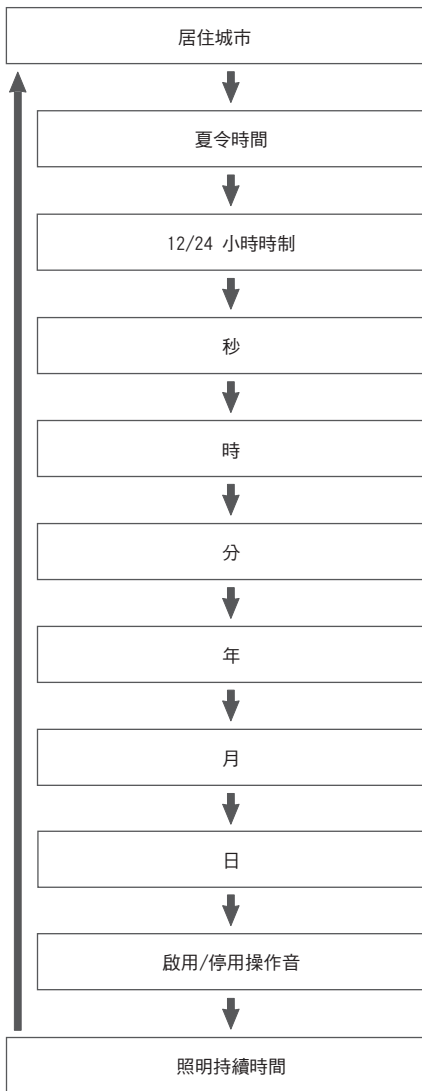 居住城市
夏令時間
12/24 小時時制
秒
時
分
年
月
日
啟用/停用操作音
照明持續時間